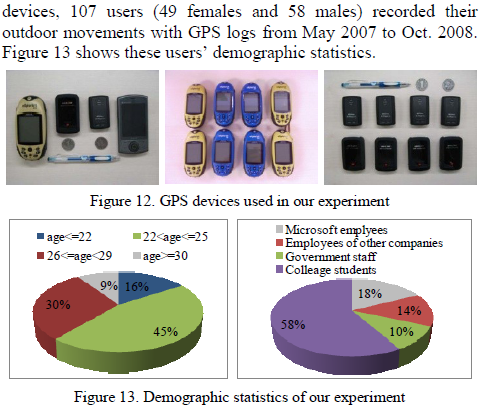 devices, 107 users (49 females and 58 males) recorded their
outdoor movements with GPS logs from May 2007 to Oct. 2008.
Figure 13 shows these users' demographic statistics.
Figure 12. GPS devices used in our experiment
age<=22 22<age<=25
26<=age<29 age>=30
9% 16%
30%
45%
Microsoft emplyees
Employees of other companies
Government staff
Colleage students
18%
14%
58%
10%
Figure 13. Demographic statistics of our experiment